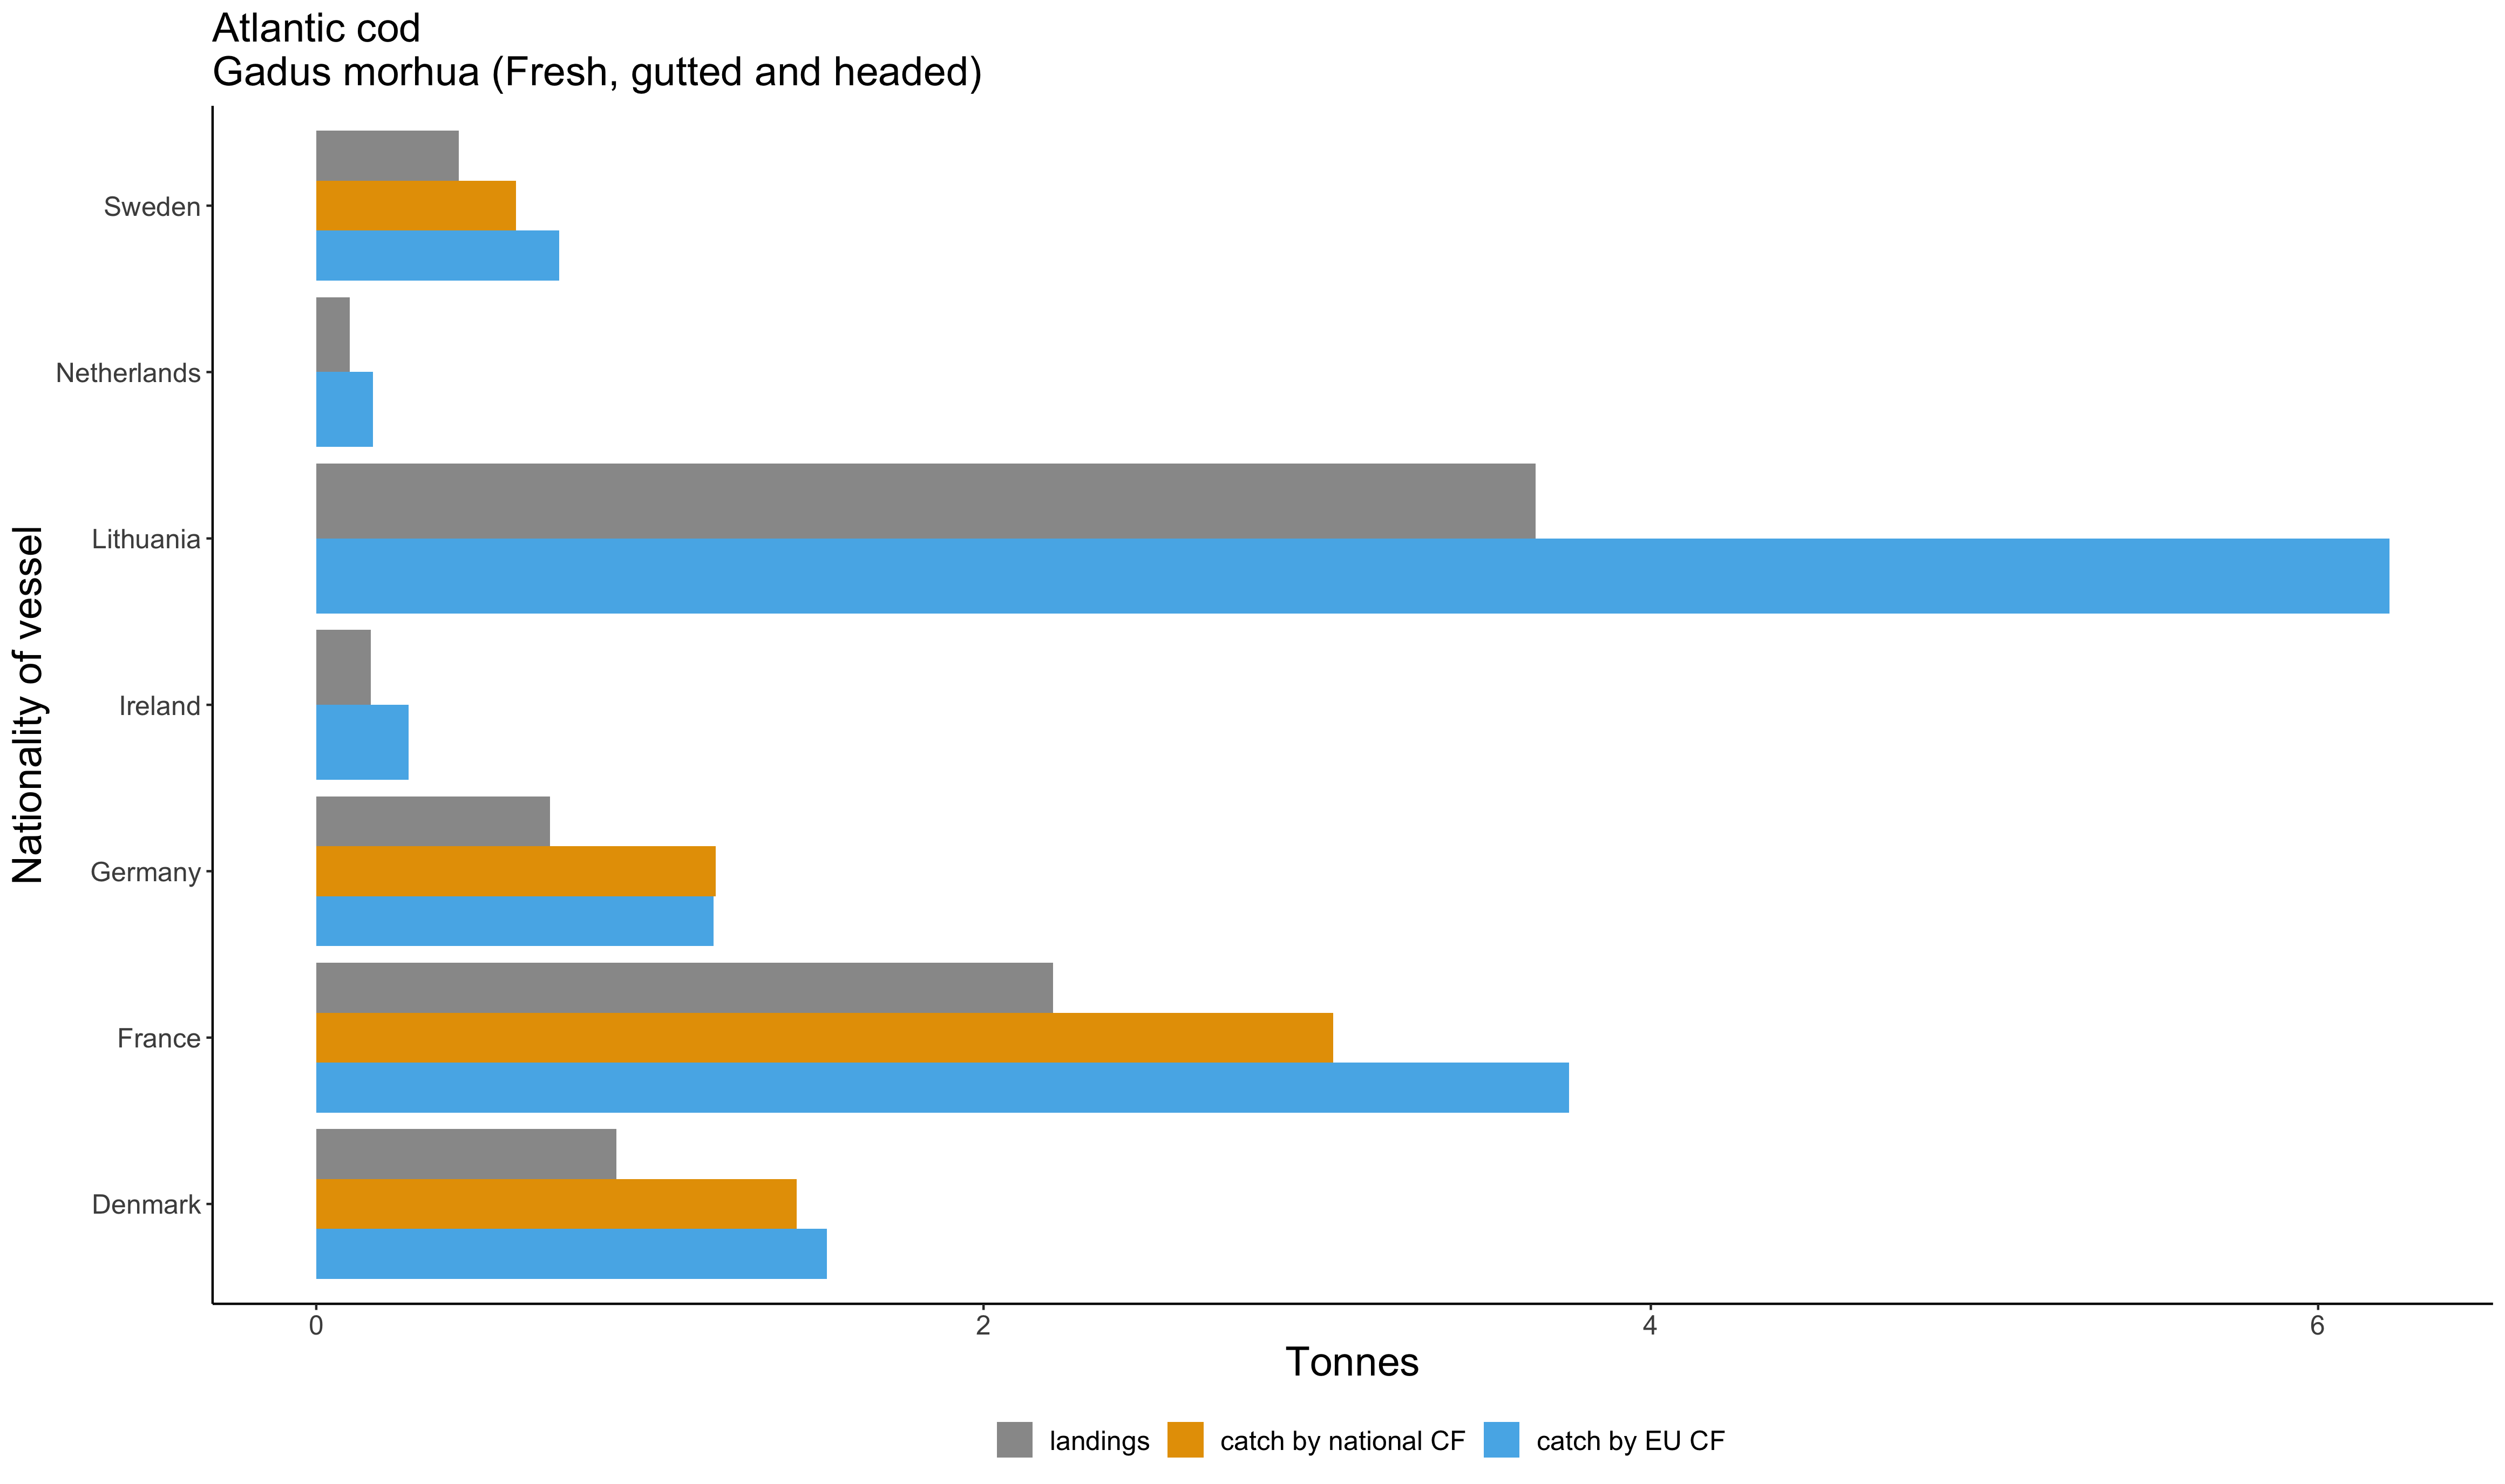 Atlantic cod
Gadus morhua (Fresh, gutted and headed)
Nationality of vessel
Sweden
Netherlands
Lithuania
Ireland
Germany
France
Denmark
0 2 4 6
Tonnes
landings catch by national CF catch by EU CF